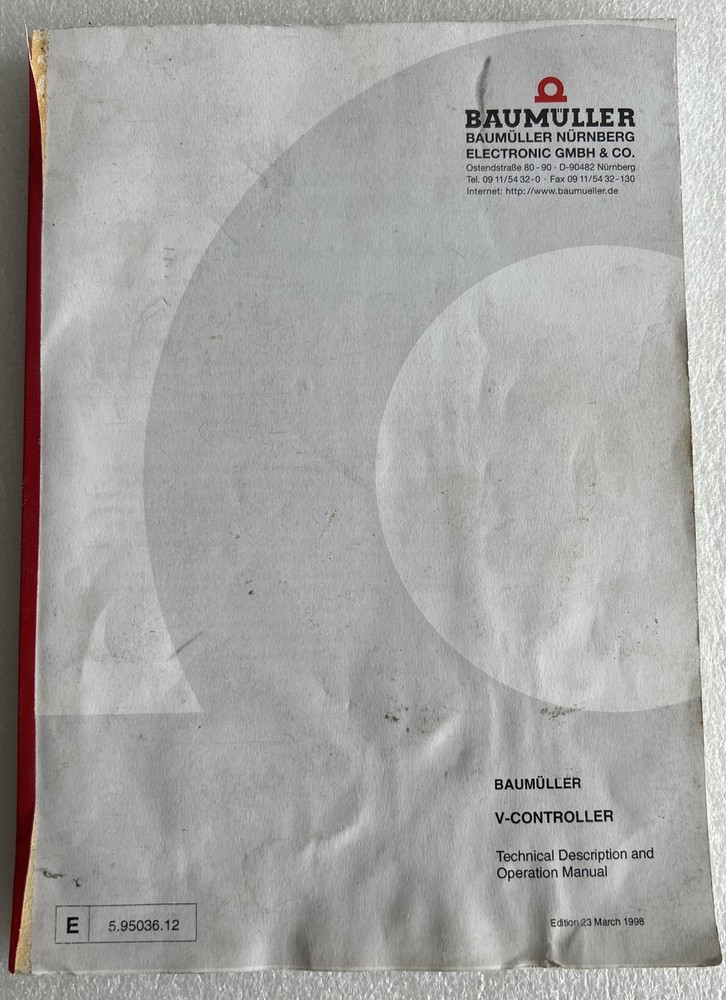 BAUMÜLLER
BAUMÜLLER NÜRNBERG
ELECTRONIC GMBH & CO.
Ostendstraße 80 - 90 · D-90482 Nürnberg
Tel. 09 11/54 32-0 · Fax 09 11/54 32-130
Internet: http://www.baumueller.de
BAUMÜLLER
V-CONTROLLER
Technical Description and
Operation Manual
E 5.95036.12
Edition 23 March 1998